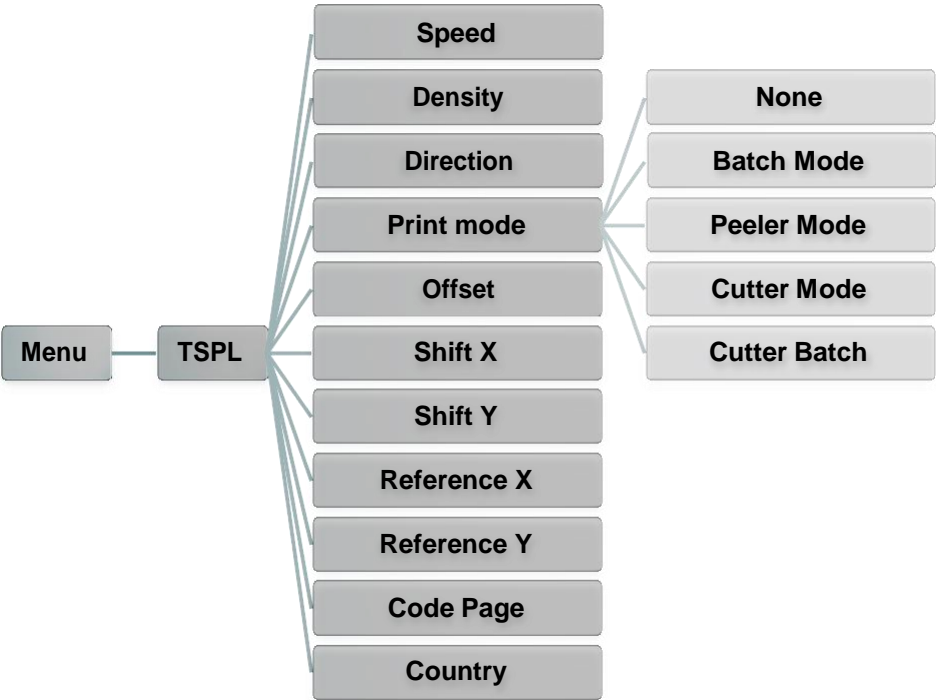 Menu
TSPL
Speed
Density
Direction
Print mode
Offset
Shift X
Shift Y
Reference X
Reference Y
Code Page
Country
None
Batch Mode
Peeler Mode
Cutter Mode
Cutter Batch